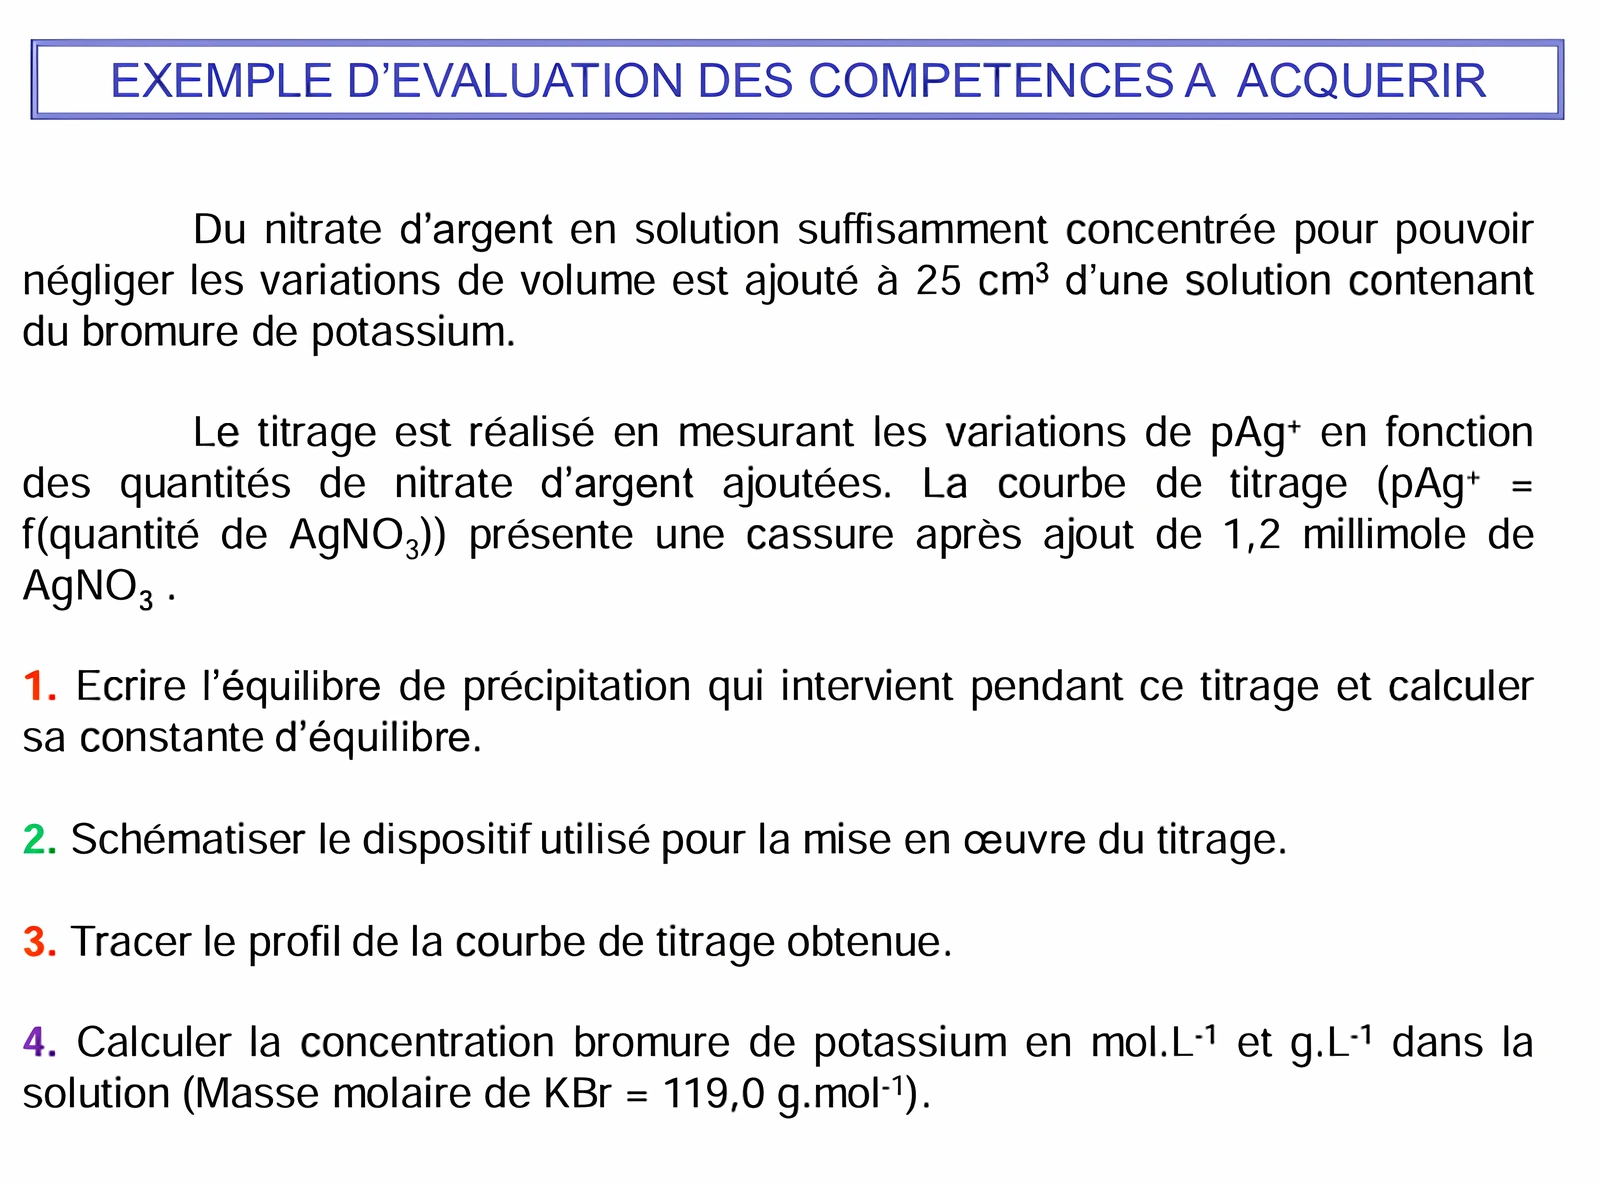 EXEMPLE D’EVALUATION DES COMPETENCES A ACQUERIR
Du nitrate d’argent en solution suffisamment concentrée pour pouvoir
négliger les variations de volume est ajouté à 25 cm³ d’une solution contenant
du bromure de potassium.
Le titrage est réalisé en mesurant les variations de pAg⁺ en fonction
des quantités de nitrate d’argent ajoutées. La courbe de titrage (pAg⁺ =
f(quantité de AgNO₃)) présente une cassure après ajout de 1,2 millimole de
AgNO₃ .
1. Ecrire l’équilibre de précipitation qui intervient pendant ce titrage et calculer
sa constante d’équilibre.
2. Schématiser le dispositif utilisé pour la mise en œuvre du titrage.
3. Tracer le profil de la courbe de titrage obtenue.
4. Calculer la concentration bromure de potassium en mol.L⁻¹ et g.L⁻¹ dans la
solution (Masse molaire de KBr = 119,0 g.mol⁻¹).